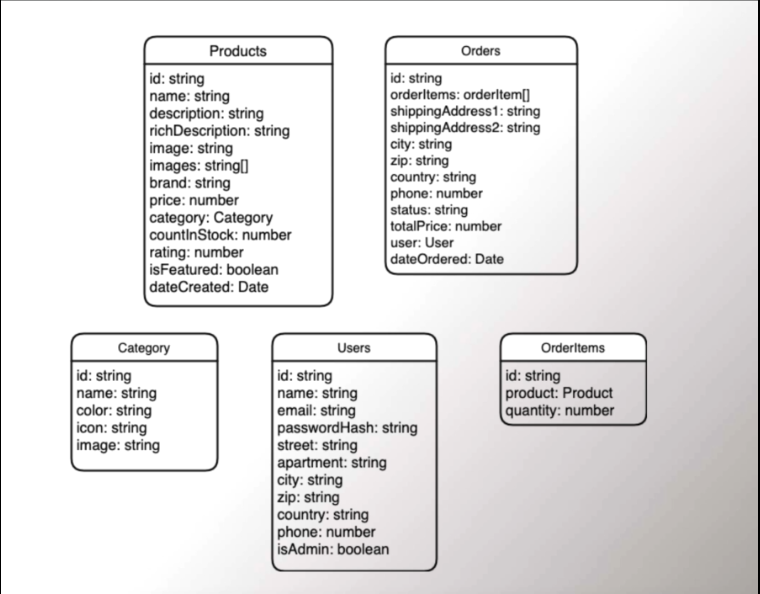 Products
id: string
name: string
description: string
richDescription: string
image: string
images: string[]
brand: string
price: number
category: Category
countInStock: number
rating: number
isFeatured: boolean
dateCreated: Date
Orders
id: string
orderItems: orderItem[]
shippingAddress1: string
shippingAddress2: string
city: string
zip: string
country: string
phone: number
status: string
totalPrice: number
user: User
dateOrdered: Date
Category
id: string
name: string
color: string
icon: string
image: string
Users
id: string
name: string
email: string
passwordHash: string
street: string
apartment: string
city: string
zip: string
country: string
phone: number
isAdmin: boolean
OrderItems
id: string
product: Product
quantity: number